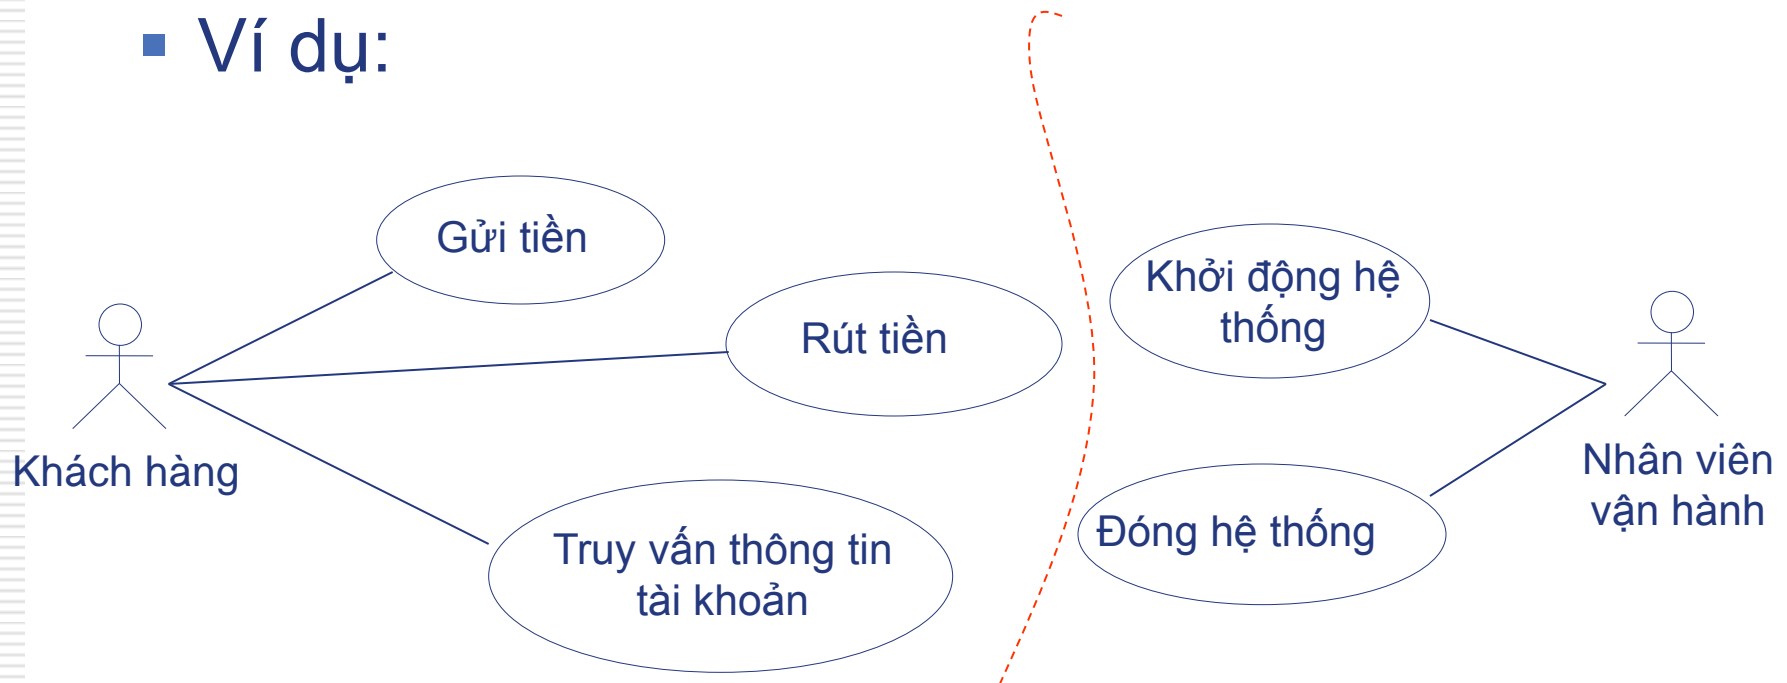 Ví dụ:
Gửi tiền
Rút tiền
Khởi động hệ
thống
Khách hàng
Nhân viên
vận hành
Truy vấn thông tin
tài khoản
Đóng hệ thống